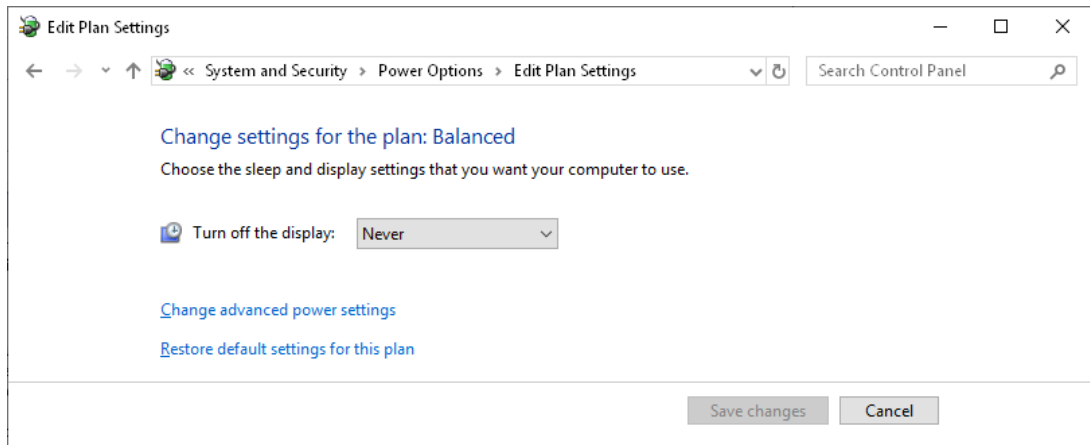 Edit Plan Settings
« System and Security > Power Options > Edit Plan Settings
Search Control Panel
Change settings for the plan: Balanced
Choose the sleep and display settings that you want your computer to use.
Turn off the display: Never
Change advanced power settings
Restore default settings for this plan
Save changes Cancel